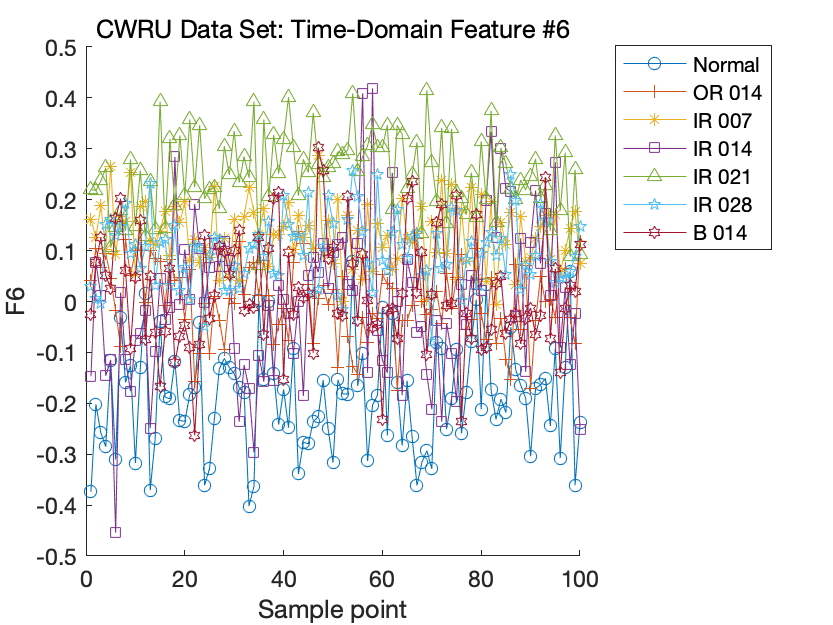 CWRU Data Set: Time-Domain Feature #6
0.5
0.4
0.3
0.2
0.1
0
-0.1
-0.2
-0.3
-0.4
-0.5
F6
0 20 40 60 80 100
Sample point
Normal
OR 014
IR 007
IR 014
IR 021
IR 028
B 014